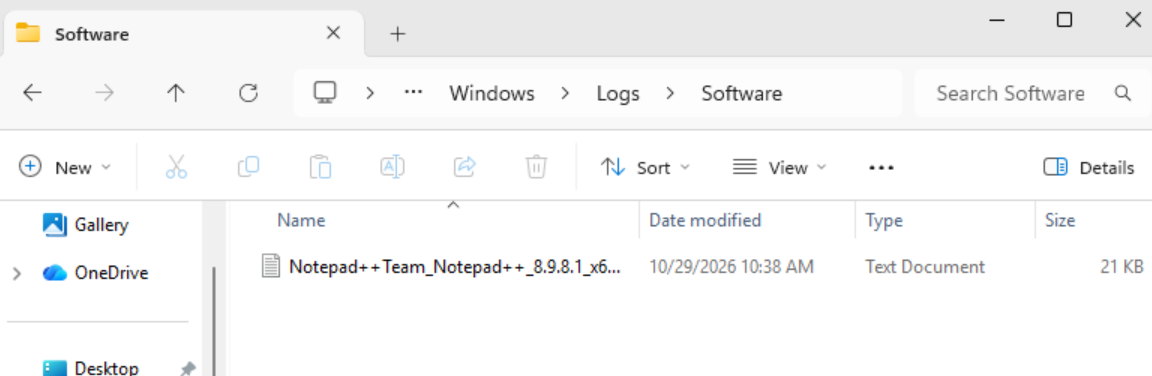 Software
Windows
Logs
Software
Search Software
New
Sort
View
Details
Gallery
OneDrive
Desktop
Name
Date modified
Type
Size
Notepad++Team_Notepad++_8.9.8.1_x6...
10/29/2026 10:38 AM
Text Document
21 KB